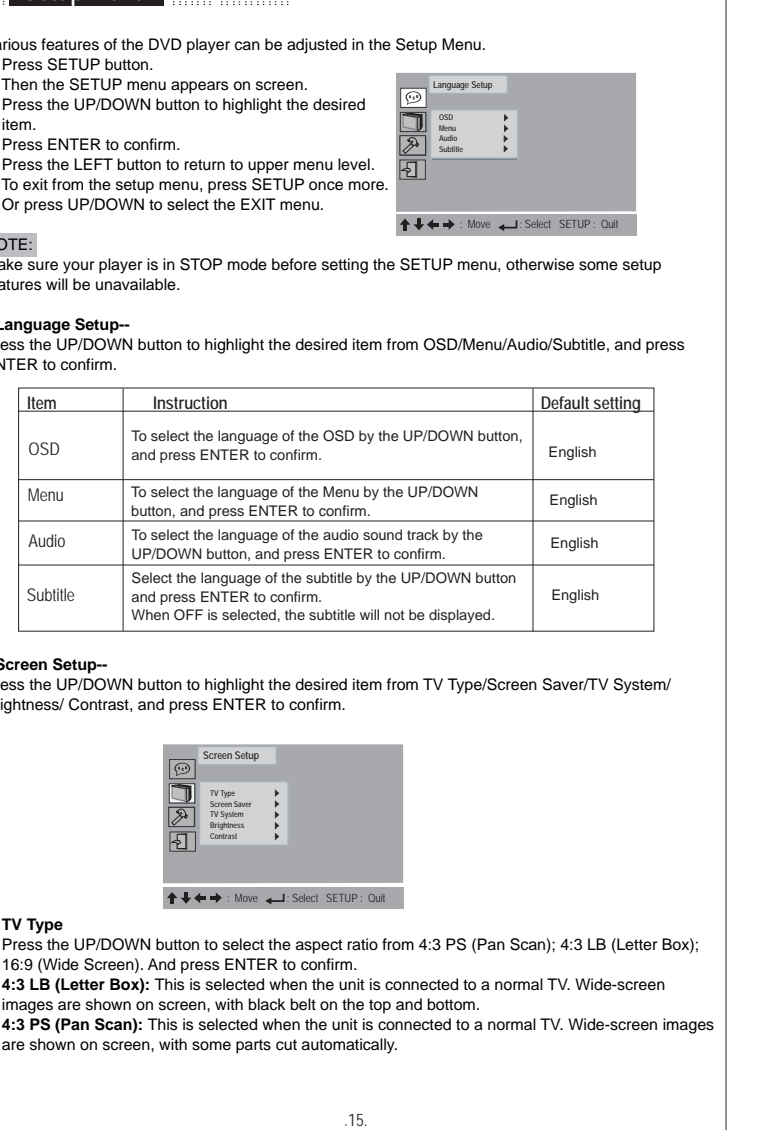 arious features of the DVD player can be adjusted in the Setup Menu.
Press SETUP button.
Then the SETUP menu appears on screen.
Press the UP/DOWN button to highlight the desired
item.
Press ENTER to confirm.
Press the LEFT button to return to upper menu level.
To exit from the setup menu, press SETUP once more.
Or press UP/DOWN to select the EXIT menu.
Language Setup
OSD
Menu
Audio
Subtitle
: Move : Select SETUP : Quit
OTE:
ake sure your player is in STOP mode before setting the SETUP menu, otherwise some setup
atures will be unavailable.
Language Setup--
ess the UP/DOWN button to highlight the desired item from OSD/Menu/Audio/Subtitle, and press
NTER to confirm.
Item Instruction Default setting
OSD To select the language of the OSD by the UP/DOWN button,
and press ENTER to confirm. English
Menu To select the language of the Menu by the UP/DOWN
button, and press ENTER to confirm. English
Audio To select the language of the audio sound track by the
UP/DOWN button, and press ENTER to confirm. English
Subtitle Select the language of the subtitle by the UP/DOWN button
and press ENTER to confirm. English
When OFF is selected, the subtitle will not be displayed.
Screen Setup--
ess the UP/DOWN button to highlight the desired item from TV Type/Screen Saver/TV System/
ightness/ Contrast, and press ENTER to confirm.
Screen Setup
TV Type
Screen Saver
TV System
Brightness
Contrast
: Move : Select SETUP : Quit
TV Type
Press the UP/DOWN button to select the aspect ratio from 4:3 PS (Pan Scan); 4:3 LB (Letter Box);
16:9 (Wide Screen). And press ENTER to confirm.
4:3 LB (Letter Box): This is selected when the unit is connected to a normal TV. Wide-screen
images are shown on screen, with black belt on the top and bottom.
4:3 PS (Pan Scan): This is selected when the unit is connected to a normal TV. Wide-screen images
are shown on screen, with some parts cut automatically.
.15.